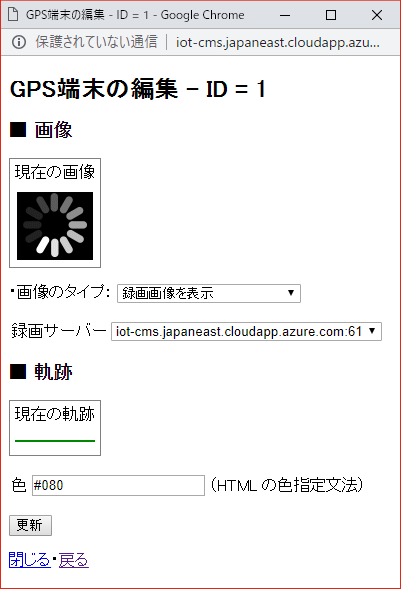 GPS端末の編集 - ID = 1 - Google Chrome
保護されていない通信 | iot-cms.japaneast.cloudapp.azu...
GPS端末の編集 - ID = 1
■ 画像
現在の画像
・画像のタイプ: 録画画像を表示
録画サーバー iot-cms.japaneast.cloudapp.azure.com:61
■ 軌跡
現在の軌跡
色 #080 (HTML の色指定文法)
更新
閉じる・戻る